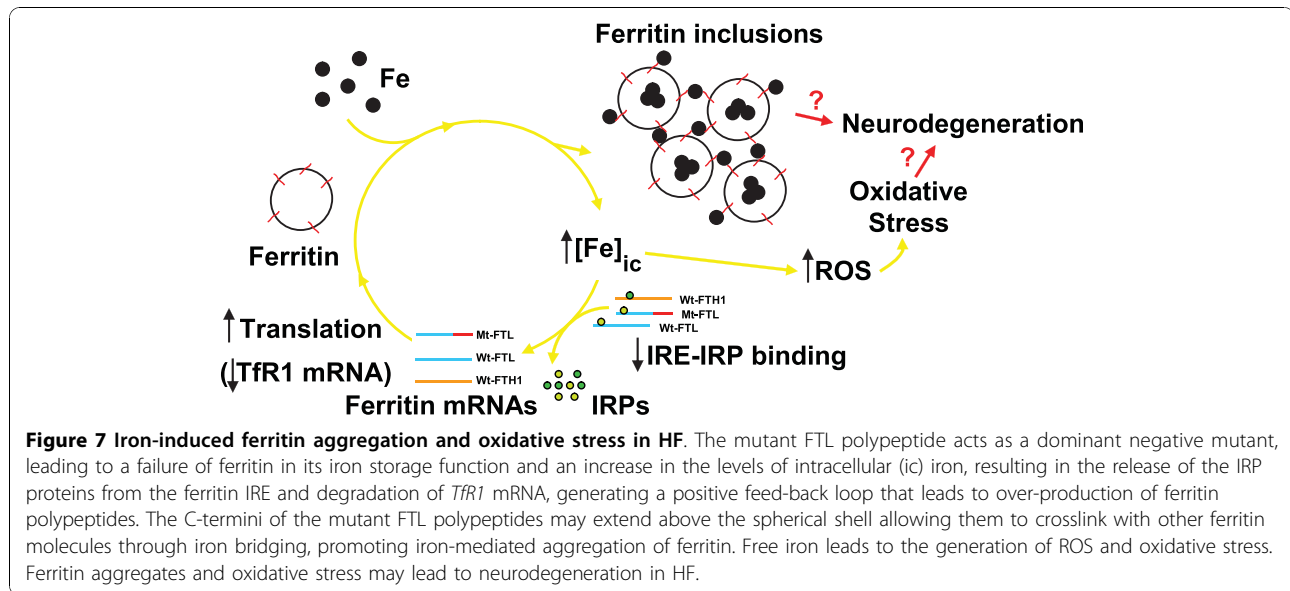 Ferritin inclusions
Fe
?
Neurodegeneration
?
Oxidative
Stress
Ferritin
↑[Fe]ic
↑ROS
Wt-FTH1
Mt-FTL
Wt-FTL
↑ Translation
Mt-FTL
↓IRE-IRP binding
(↓TfR1 mRNA)
Wt-FTL
Wt-FTH1
Ferritin mRNAs
IRPs
Figure 7 Iron-induced ferritin aggregation and oxidative stress in HF. The mutant FTL polypeptide acts as a dominant negative mutant,
leading to a failure of ferritin in its iron storage function and an increase in the levels of intracellular (ic) iron, resulting in the release of the IRP
proteins from the ferritin IRE and degradation of TfR1 mRNA, generating a positive feed-back loop that leads to over-production of ferritin
polypeptides. The C-termini of the mutant FTL polypeptides may extend above the spherical shell allowing them to crosslink with other ferritin
molecules through iron bridging, promoting iron-mediated aggregation of ferritin. Free iron leads to the generation of ROS and oxidative stress.
Ferritin aggregates and oxidative stress may lead to neurodegeneration in HF.